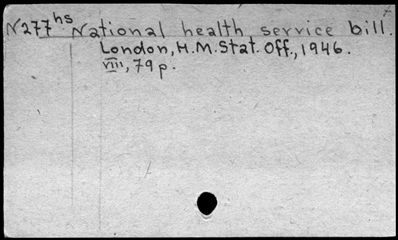 N277hs National health service bill.
London, H.M. Stat. Off., 1946.
VIII, 79 p.